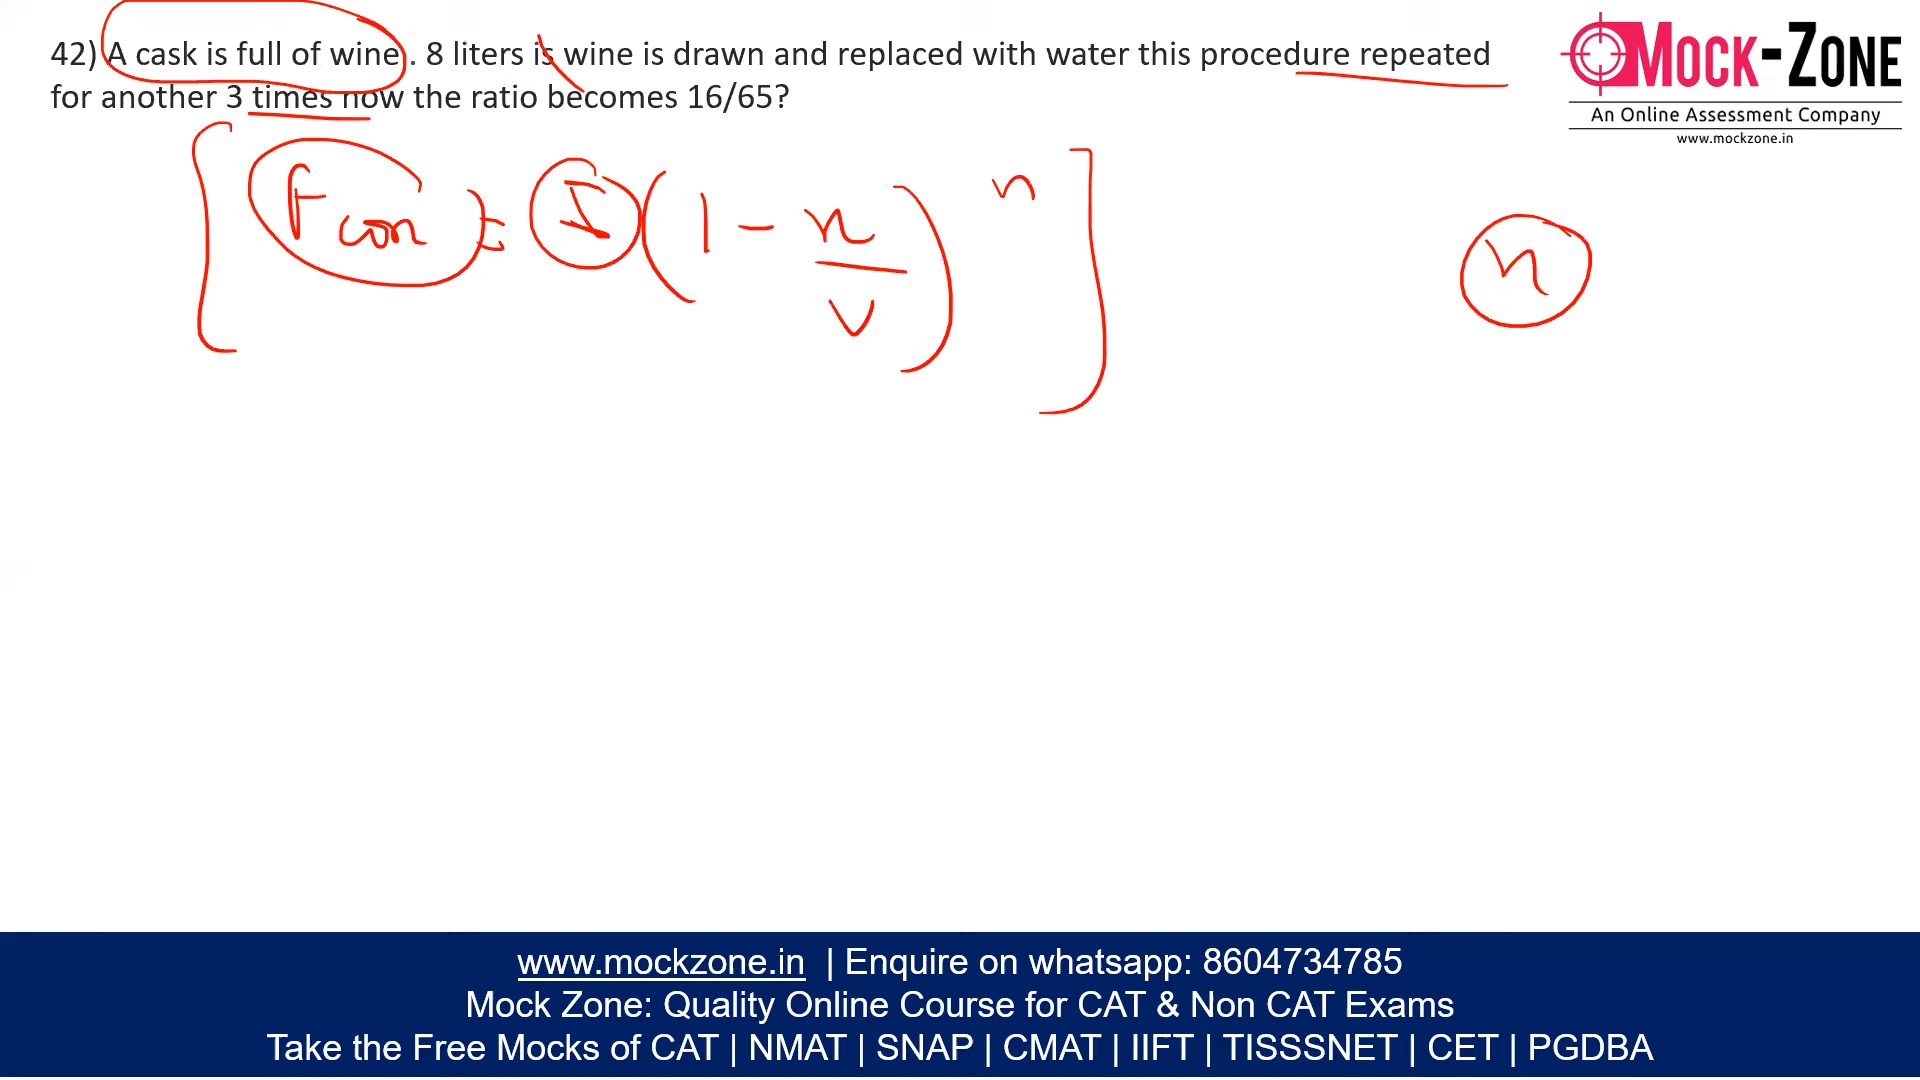 42) A cask is full of wine . 8 liters is wine is drawn and replaced with water this procedure repeated
for another 3 times now the ratio becomes 16/65?
MOCK-ZONE
An Online Assessment Company
www.mockzone.in
[Fcon = I (1 - n/v)^n]
n
www.mockzone.in | Enquire on whatsapp: 8604734785
Mock Zone: Quality Online Course for CAT & Non CAT Exams
Take the Free Mocks of CAT | NMAT | SNAP | CMAT | IIFT | TISSSNET | CET | PGDBA